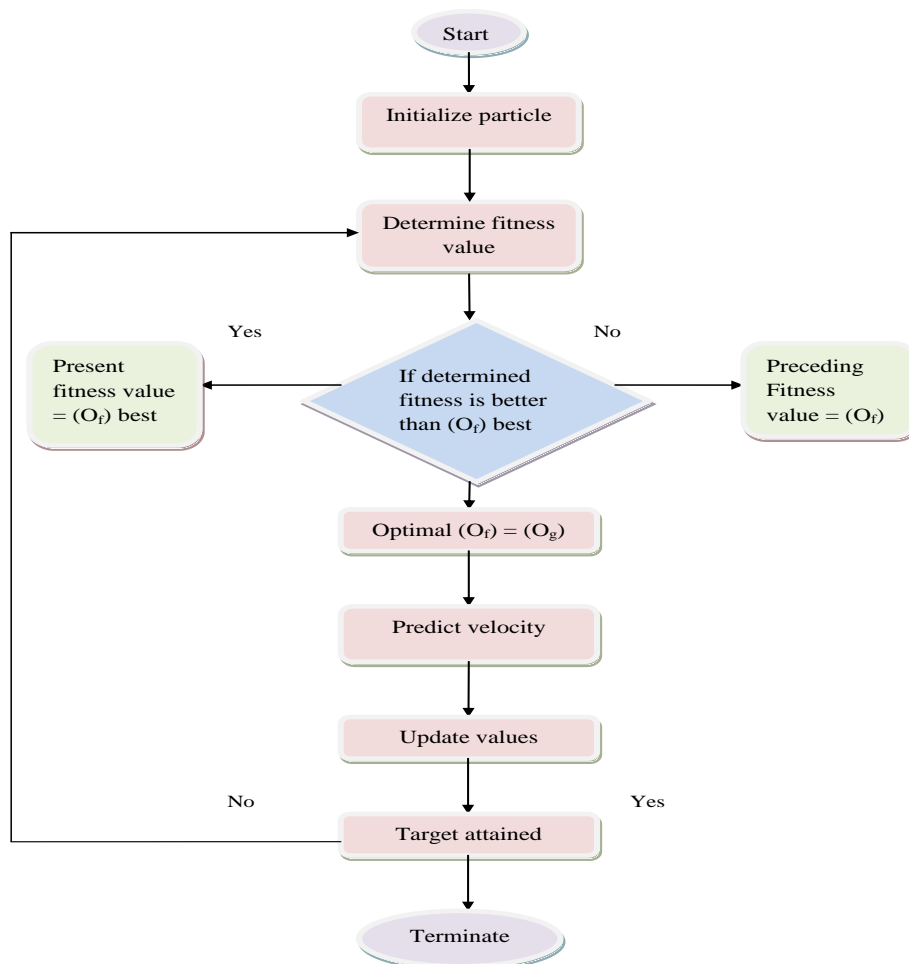 Start
Initialize particle
Determine fitness
value
Yes
No
Present
fitness value
= (Of) best
If determined
fitness is better
than (Of) best
Preceding
Fitness
value = (Of)
Optimal (Of) = (Og)
Predict velocity
Update values
No
Yes
Target attained
Terminate